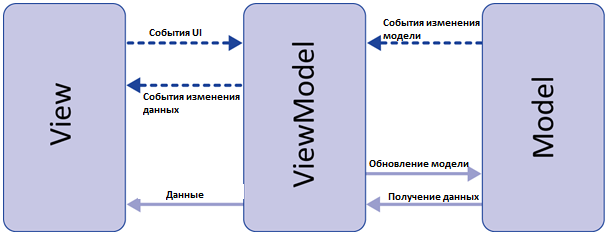 View
События UI
События изменения
данных
Данные
ViewModel
События изменения
модели
Обновление модели
Получение данных
Model